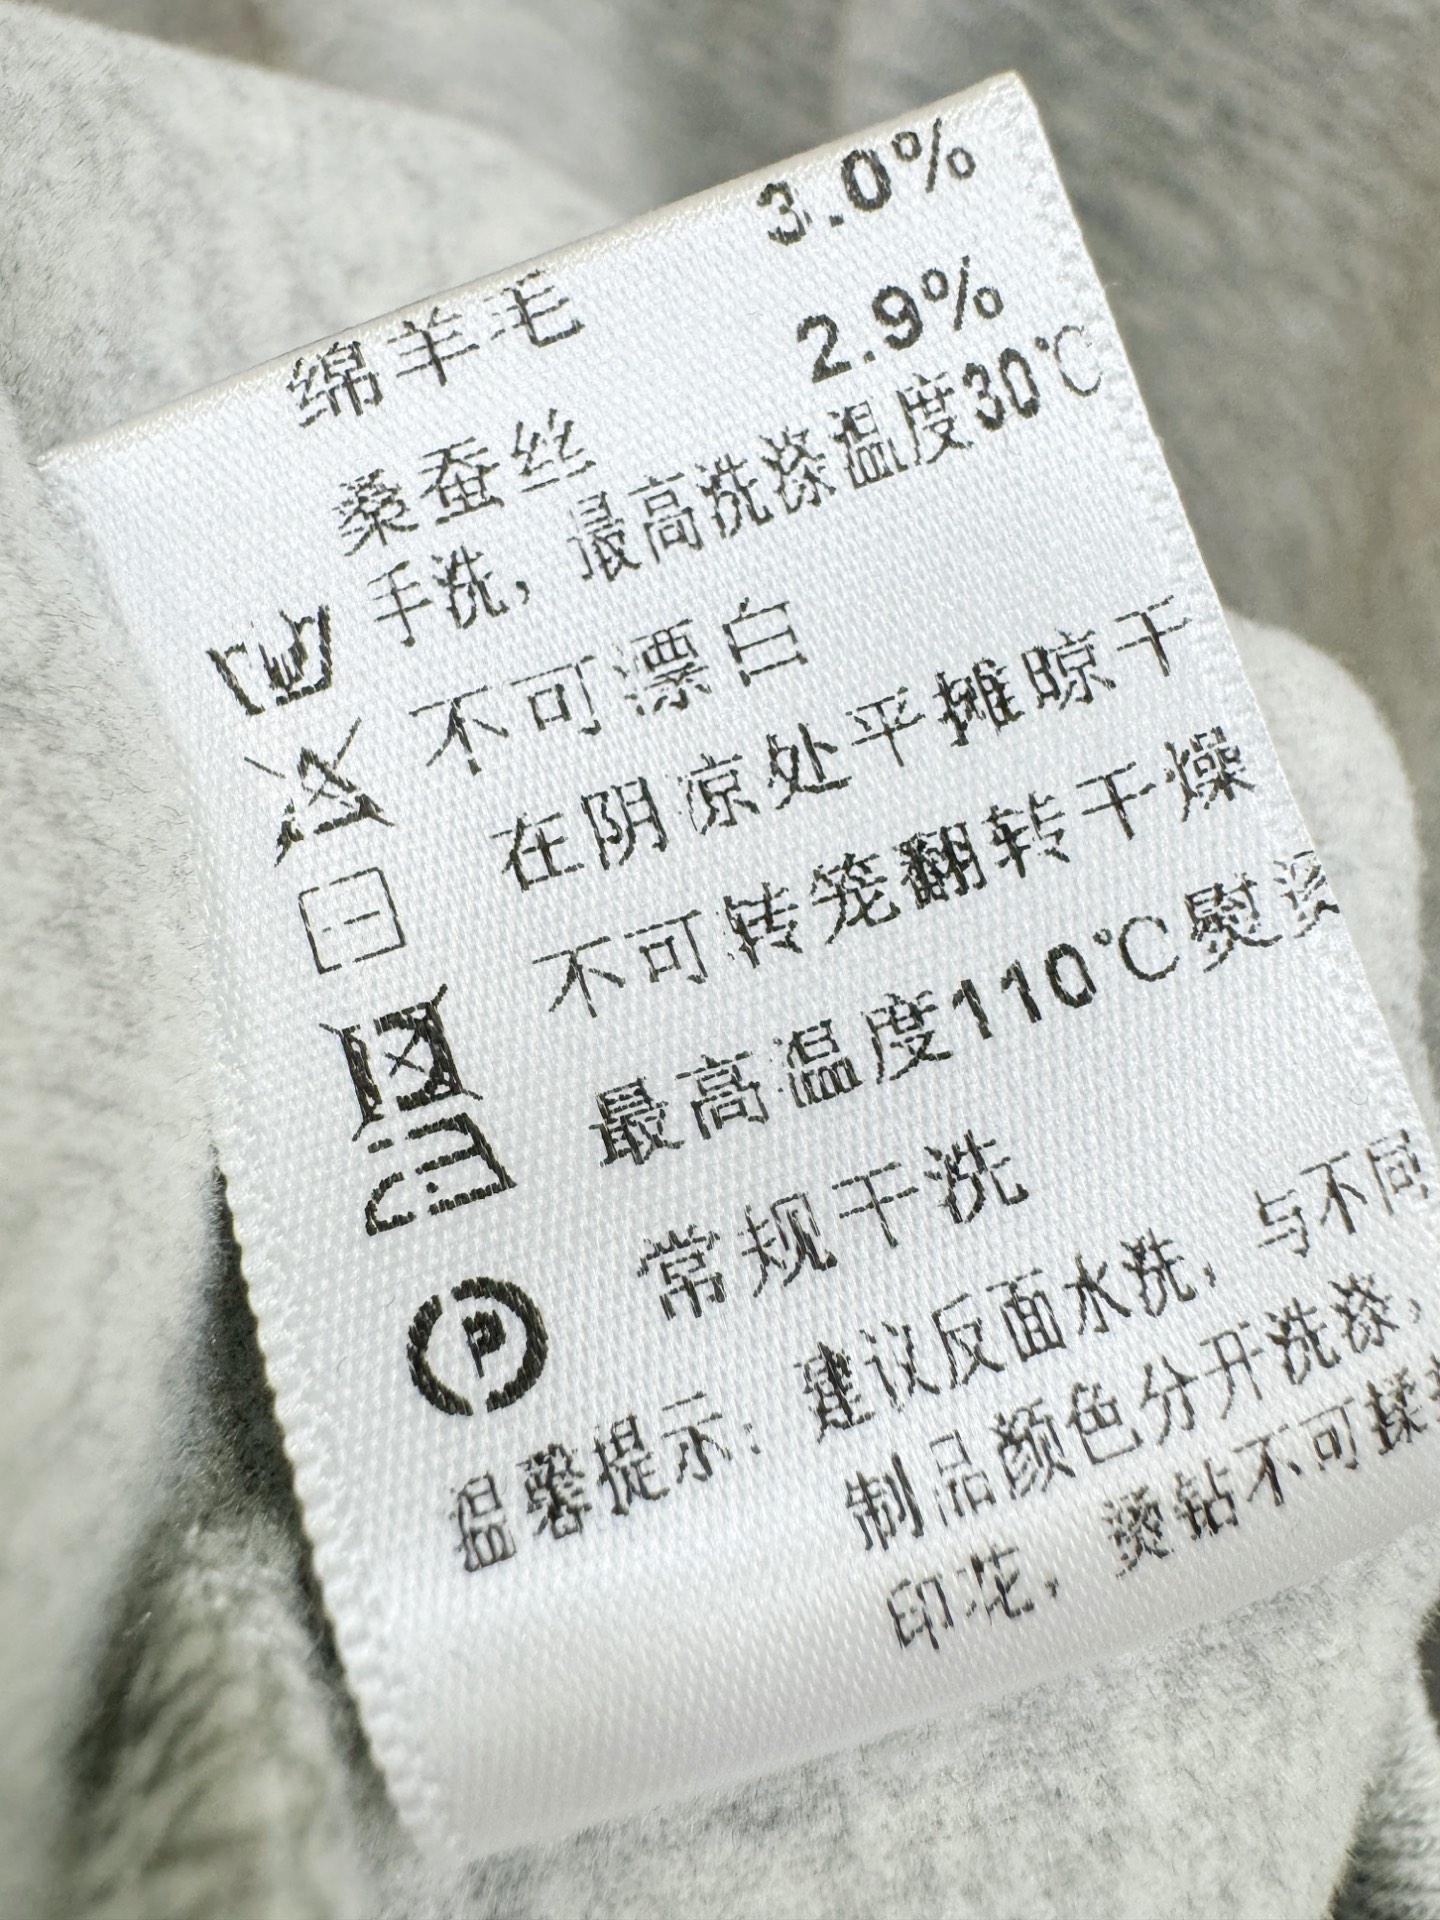 绵羊毛 3.0%
桑蚕丝 2.9%
手洗，最高洗涤温度30℃
不可漂白
在阴凉处平摊晾干
不可转笼翻转干燥
最高温度110℃熨烫
P 常规干洗
温馨提示：建议反面水洗，与不同
制品颜色分开洗涤，
印花，烫钻不可揉